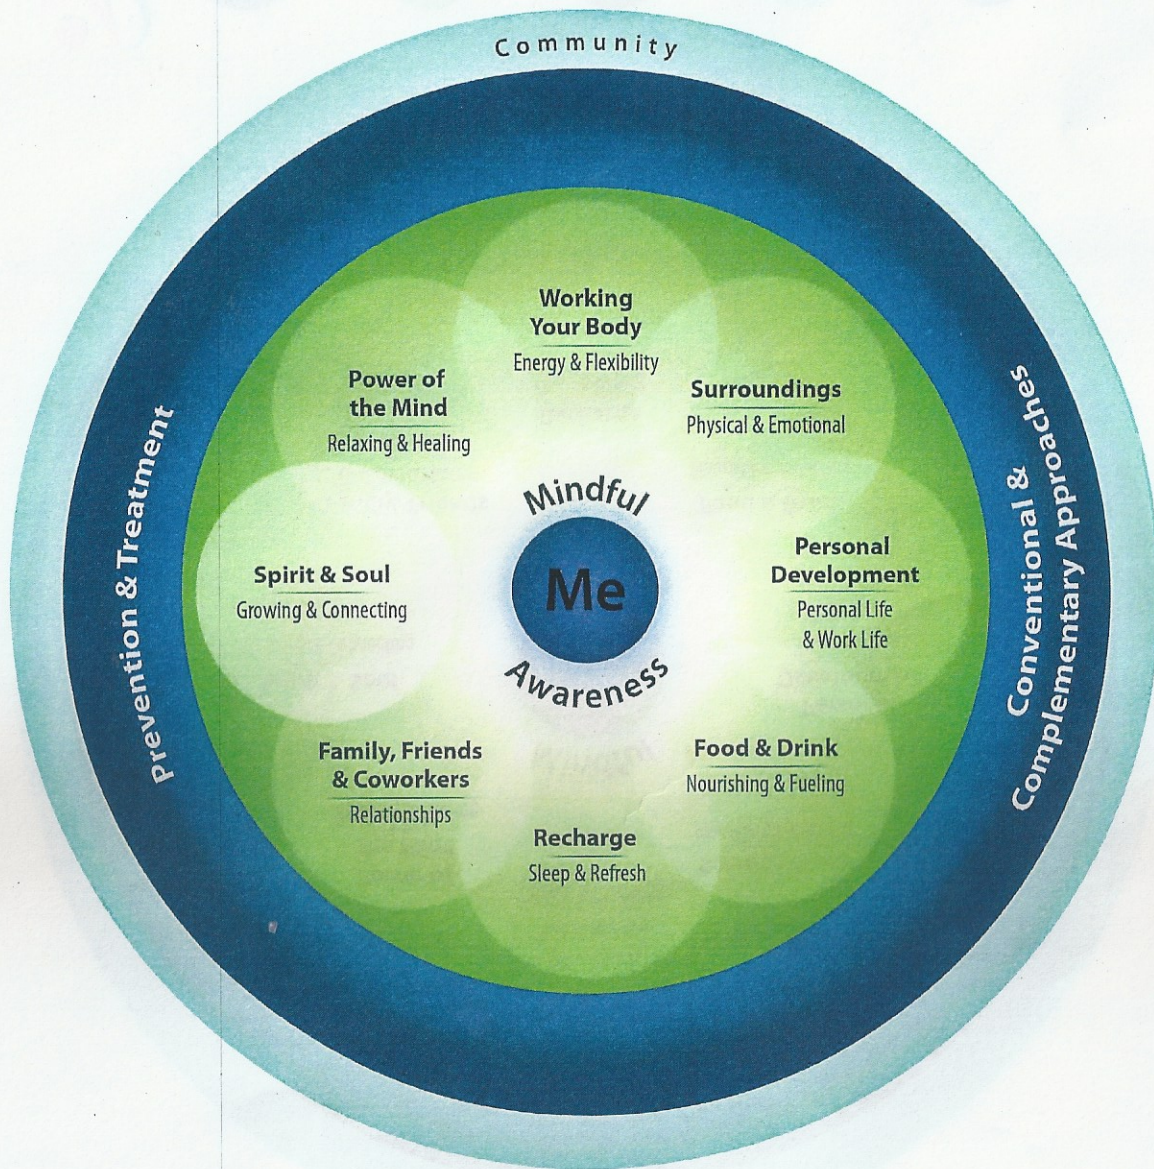 Community
Prevention & Treatment
Conventional &
Complementary Approaches
Working
Your Body
Energy & Flexibility
Surroundings
Physical & Emotional
Personal
Development
Personal Life
& Work Life
Food & Drink
Nourishing & Fueling
Recharge
Sleep & Refresh
Family, Friends
& Coworkers
Relationships
Spirit & Soul
Growing & Connecting
Power of
the Mind
Relaxing & Healing
Mindful
Me
Awareness